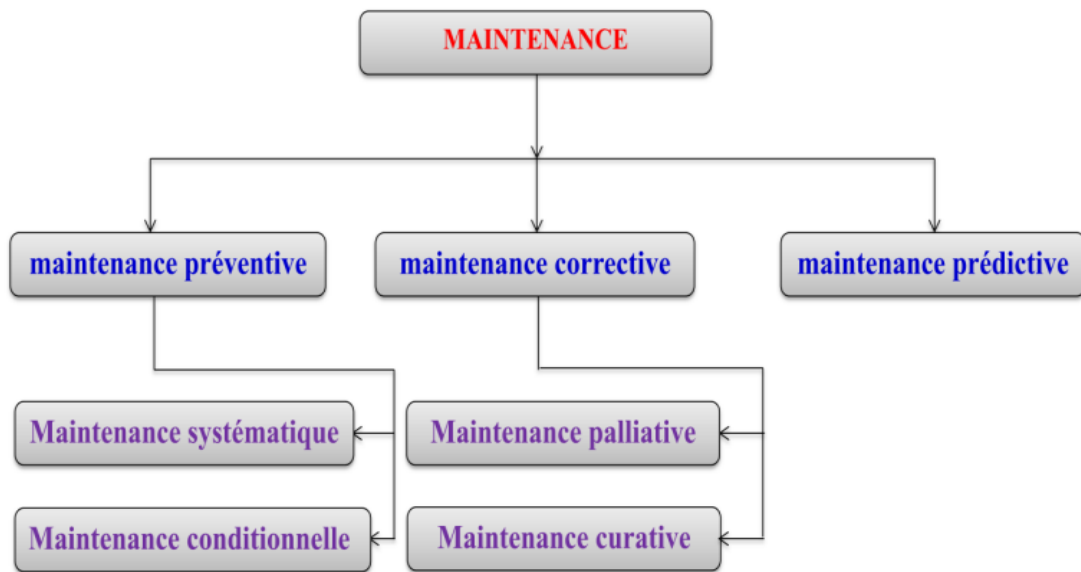 MAINTENANCE
maintenance préventive
maintenance corrective
maintenance prédictive
Maintenance systématique
Maintenance palliative
Maintenance conditionnelle
Maintenance curative